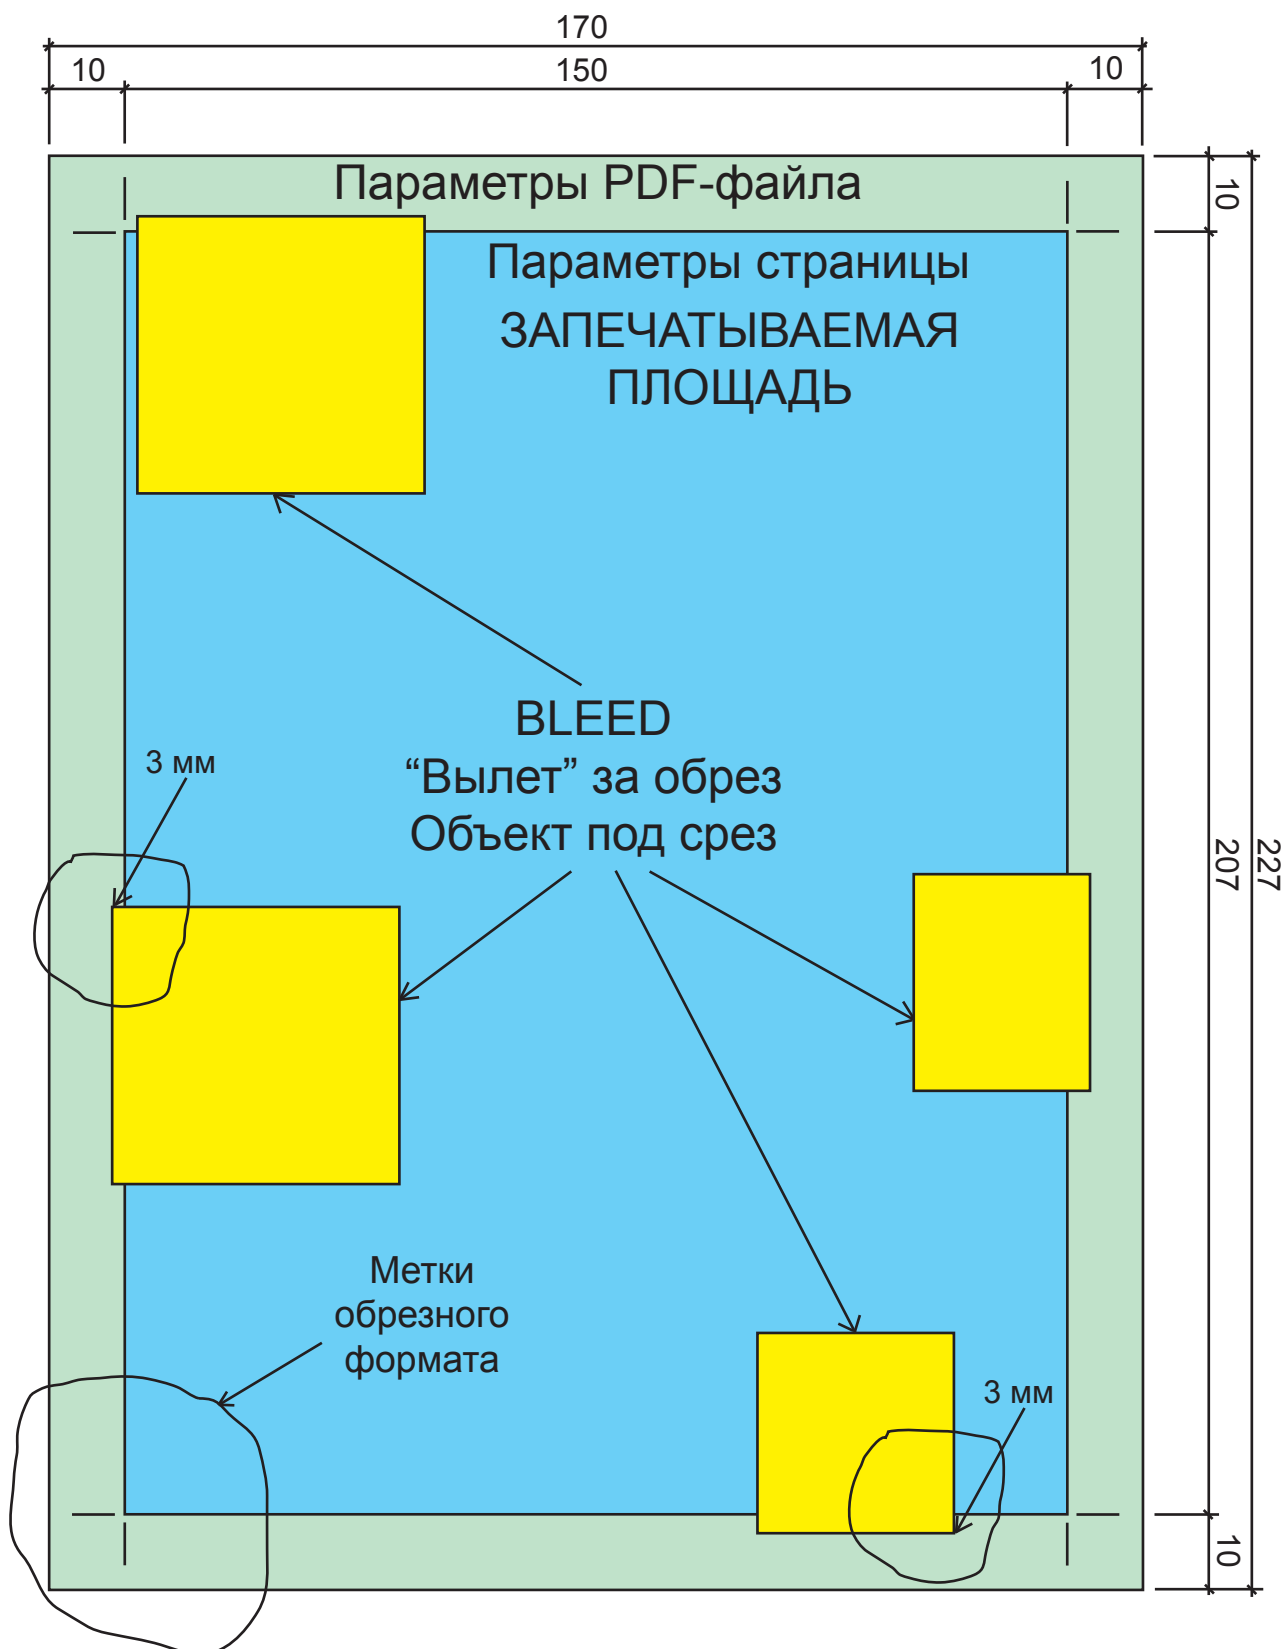 170
10
150
10
Параметры PDF-файла
10
Параметры страницы
ЗАПЕЧАТЫВАЕМАЯ
ПЛОЩАДЬ
BLEED
“Вылет” за обрез
Объект под срез
3 мм
207
227
Метки
обрезного
формата
3 мм
10